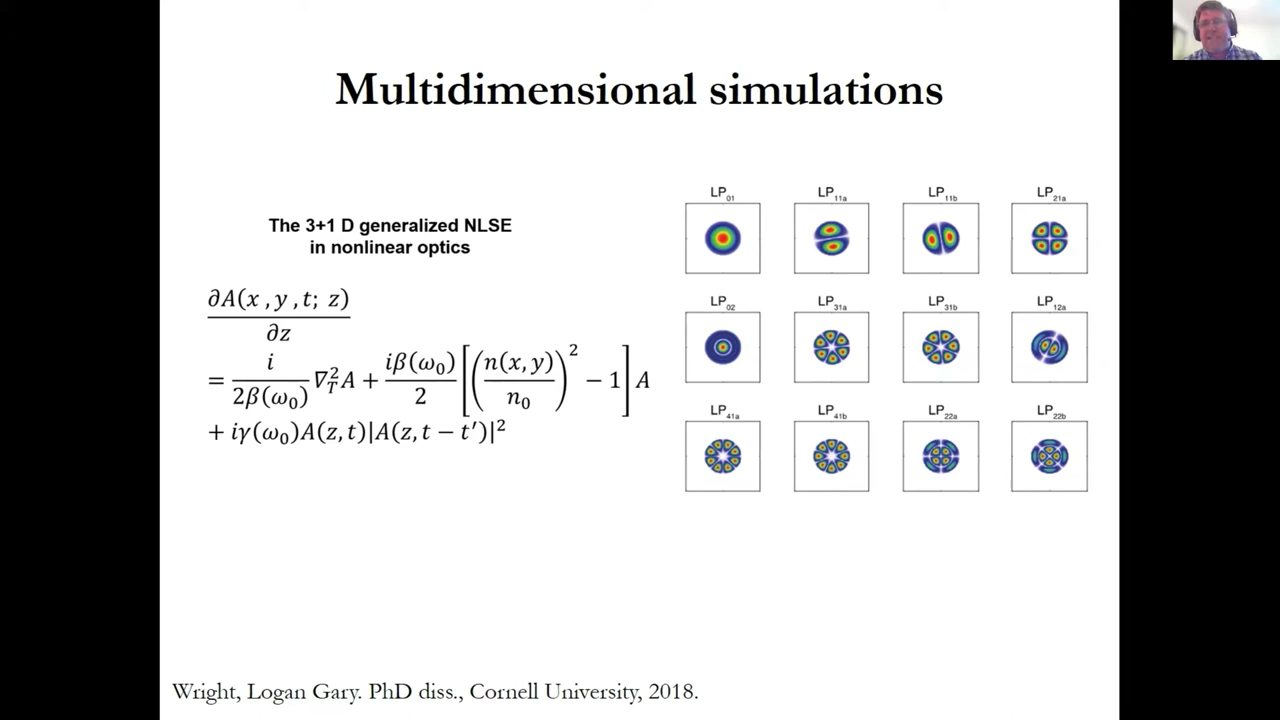 Multidimensional simulations
The 3+1 D generalized NLSE
in nonlinear optics
∂A(x ,y ,t; z)
∂z
= i/2β(ω₀) ∇²_T A + iβ(ω₀)/2 [(n(x,y)/n₀)² − 1] A
+ iγ(ω₀)A(z,t)|A(z,t − t′)|²
LP₀₁ LP₁₁ₐ LP₁₁b LP₂₁ₐ
LP₀₂ LP₃₁ₐ LP₃₁b LP₁₂ₐ
LP₄₁ₐ LP₄₁b LP₂₂ₐ LP₂₂b
Wright, Logan Gary. PhD diss., Cornell University, 2018.